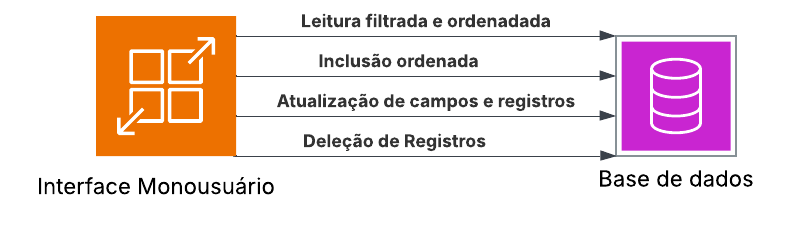 Leitura filtrada e ordenadada
Inclusão ordenada
Atualização de campos e registros
Deleção de Registros
Interface Monousuário
Base de dados